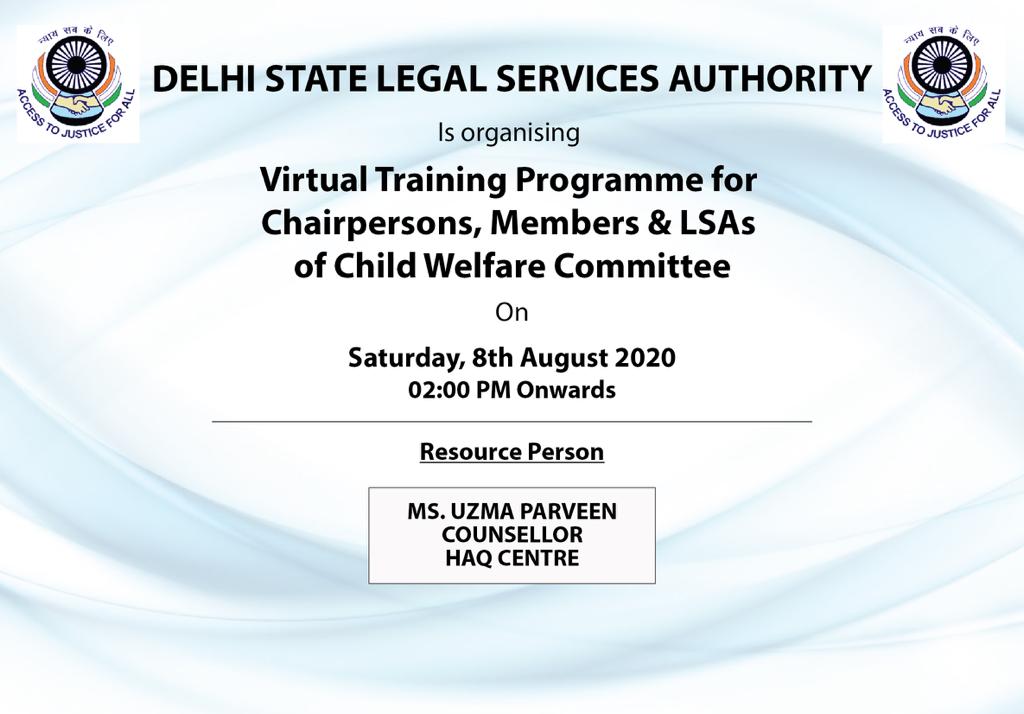 न्याय सब के लिए
ACCESS TO JUSTICE FOR ALL
DELHI STATE LEGAL SERVICES AUTHORITY
न्याय सब के लिए
ACCESS TO JUSTICE FOR ALL
Is organising
Virtual Training Programme for
Chairpersons, Members & LSAs
of Child Welfare Committee
On
Saturday, 8th August 2020
02:00 PM Onwards
Resource Person
MS. UZMA PARVEEN
COUNSELLOR
HAQ CENTRE